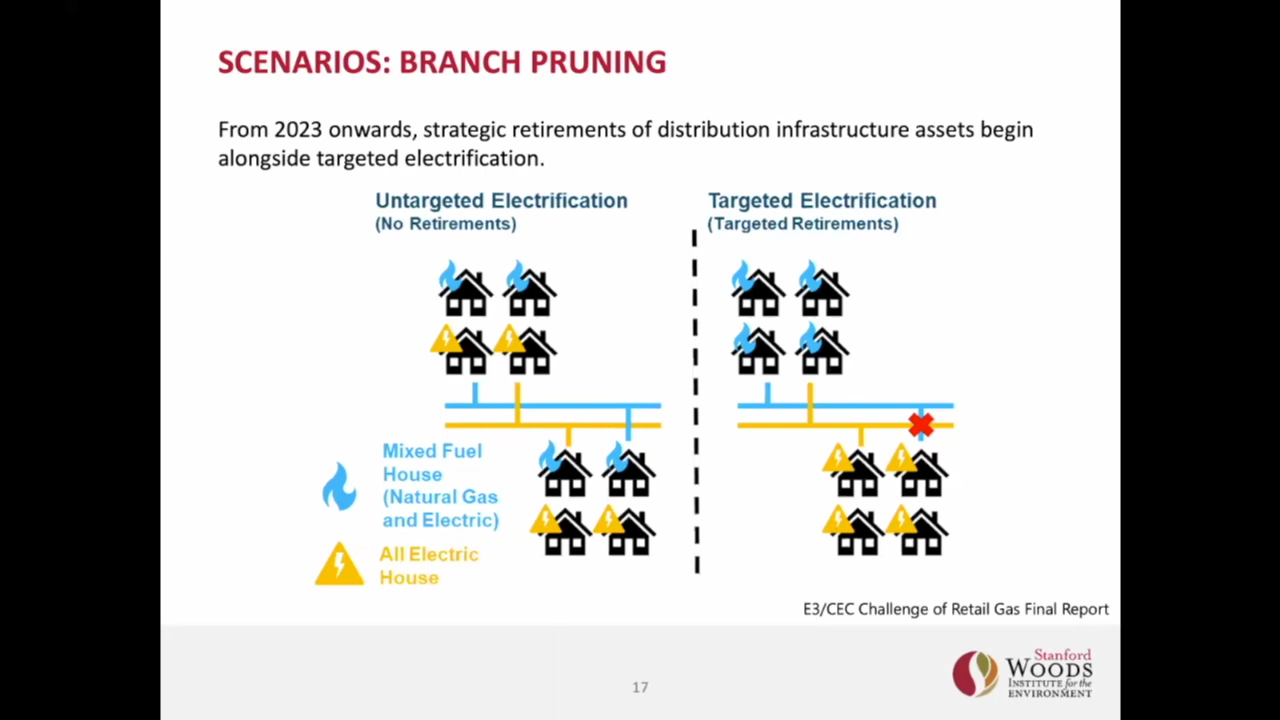 SCENARIOS: BRANCH PRUNING
From 2023 onwards, strategic retirements of distribution infrastructure assets begin
alongside targeted electrification.
Untargeted Electrification
(No Retirements)
Targeted Electrification
(Targeted Retirements)
Mixed Fuel
House
(Natural Gas
and Electric)
All Electric
House
E3/CEC Challenge of Retail Gas Final Report
17
Stanford
WOODS
INSTITUTE for the
ENVIRONMENT